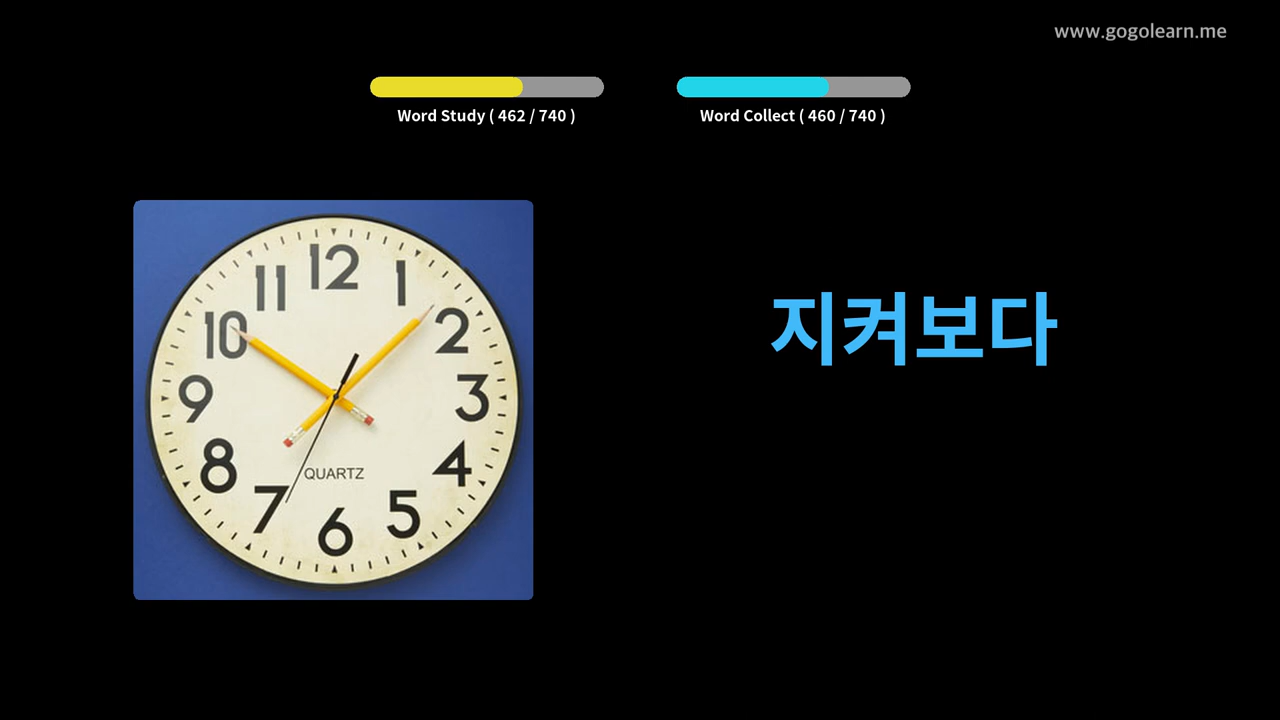 www.gogolearn.me
Word Study ( 462 / 740 )
Word Collect ( 460 / 740 )
12
11
1
10
2
9
3
8
4
QUARTZ
7
5
6
지켜보다